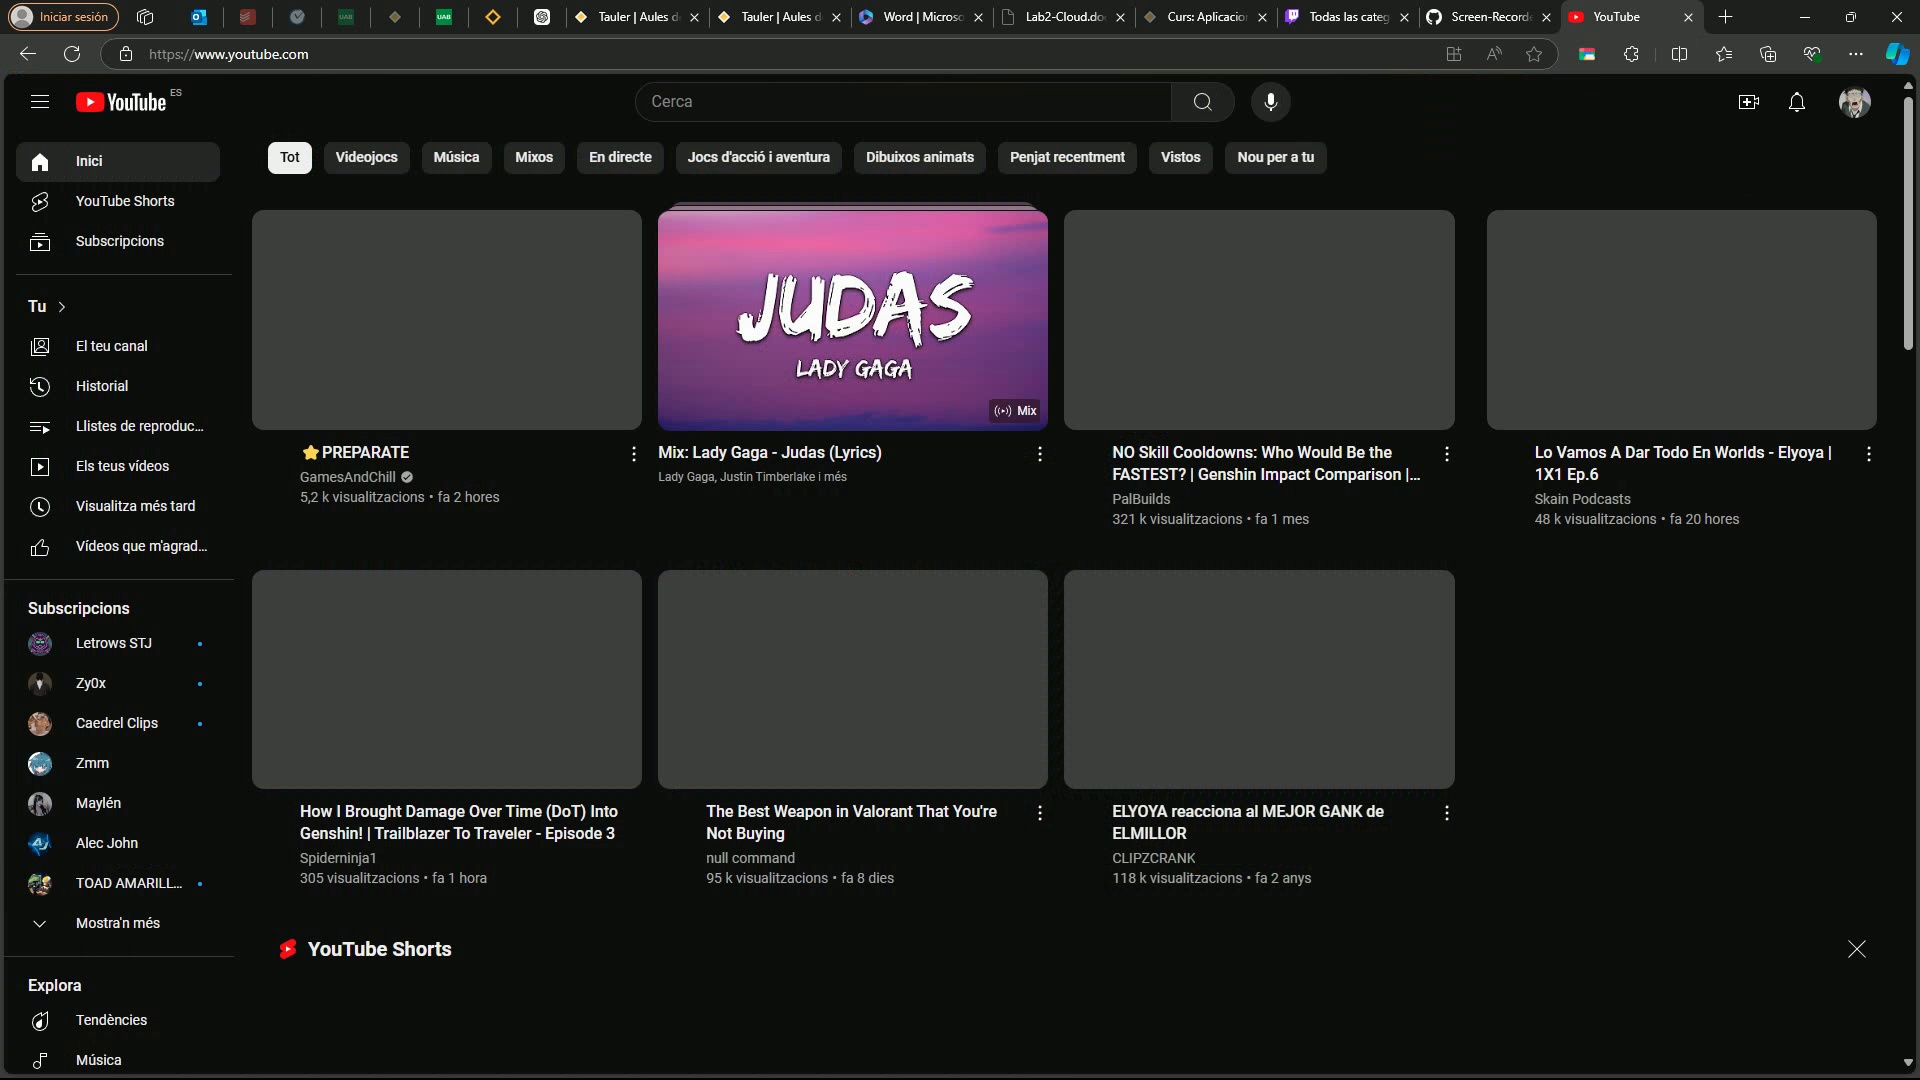 Iniciar sesión
Tauler | Aules d
Tauler | Aules d
Word | Micros
Lab2-Cloud.do
Curs: Aplicacio
Todas las categ
Screen-Record
YouTube
https://www.youtube.com
YouTube ES
Cerca
Tot
Videojocs
Música
Mixos
En directe
Jocs d'acció i aventura
Dibuixos animats
Penjat recentment
Vistos
Nou per a tu
Inici
YouTube Shorts
Subscripcions
Tu
El teu canal
Historial
Llistes de reproduc...
Els teus vídeos
Visualitza més tard
Vídeos que m'agrad...
Subscripcions
Letrows STJ
Zy0x
Caedrel Clips
Zmm
Maylén
Alec John
TOAD AMARILL...
Mostra'n més
Explora
Tendències
Música
PREPARATE
GamesAndChill
5,2 k visualitzacions • fa 2 hores
JUDAS
LADY GAGA
Mix
Mix: Lady Gaga - Judas (Lyrics)
Lady Gaga, Justin Timberlake i més
NO Skill Cooldowns: Who Would Be the
FASTEST? | Genshin Impact Comparison |...
PalBuilds
321 k visualitzacions • fa 1 mes
Lo Vamos A Dar Todo En Worlds - Elyoya |
1X1 Ep.6
Skain Podcasts
48 k visualitzacions • fa 20 hores
How I Brought Damage Over Time (DoT) Into
Genshin! | Trailblazer To Traveler - Episode 3
Spiderninja1
305 visualitzacions • fa 1 hora
The Best Weapon in Valorant That You're
Not Buying
null command
95 k visualitzacions • fa 8 dies
ELYOYA reacciona al MEJOR GANK de
ELMILLOR
CLIPZCRANK
118 k visualitzacions • fa 2 anys
YouTube Shorts